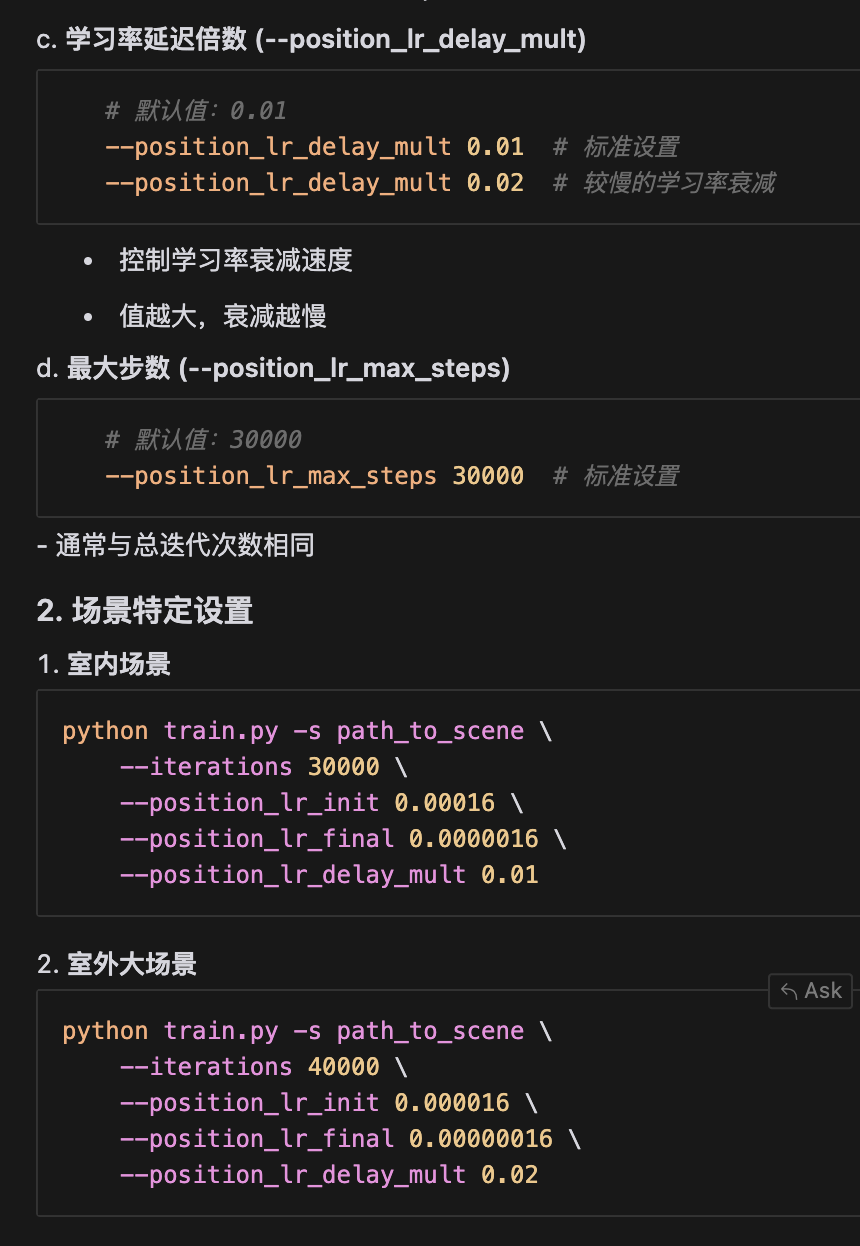 c. 学习率延迟倍数 (--position_lr_delay_mult)
# 默认值: 0.01
--position_lr_delay_mult 0.01  # 标准设置
--position_lr_delay_mult 0.02  # 较慢的学习率衰减
• 控制学习率衰减速度
• 值越大，衰减越慢
d. 最大步数 (--position_lr_max_steps)
# 默认值: 30000
--position_lr_max_steps 30000  # 标准设置
- 通常与总迭代次数相同
2. 场景特定设置
1. 室内场景
python train.py -s path_to_scene \
--iterations 30000 \
--position_lr_init 0.00016 \
--position_lr_final 0.0000016 \
--position_lr_delay_mult 0.01
2. 室外大场景
Ask
python train.py -s path_to_scene \
--iterations 40000 \
--position_lr_init 0.000016 \
--position_lr_final 0.00000016 \
--position_lr_delay_mult 0.02